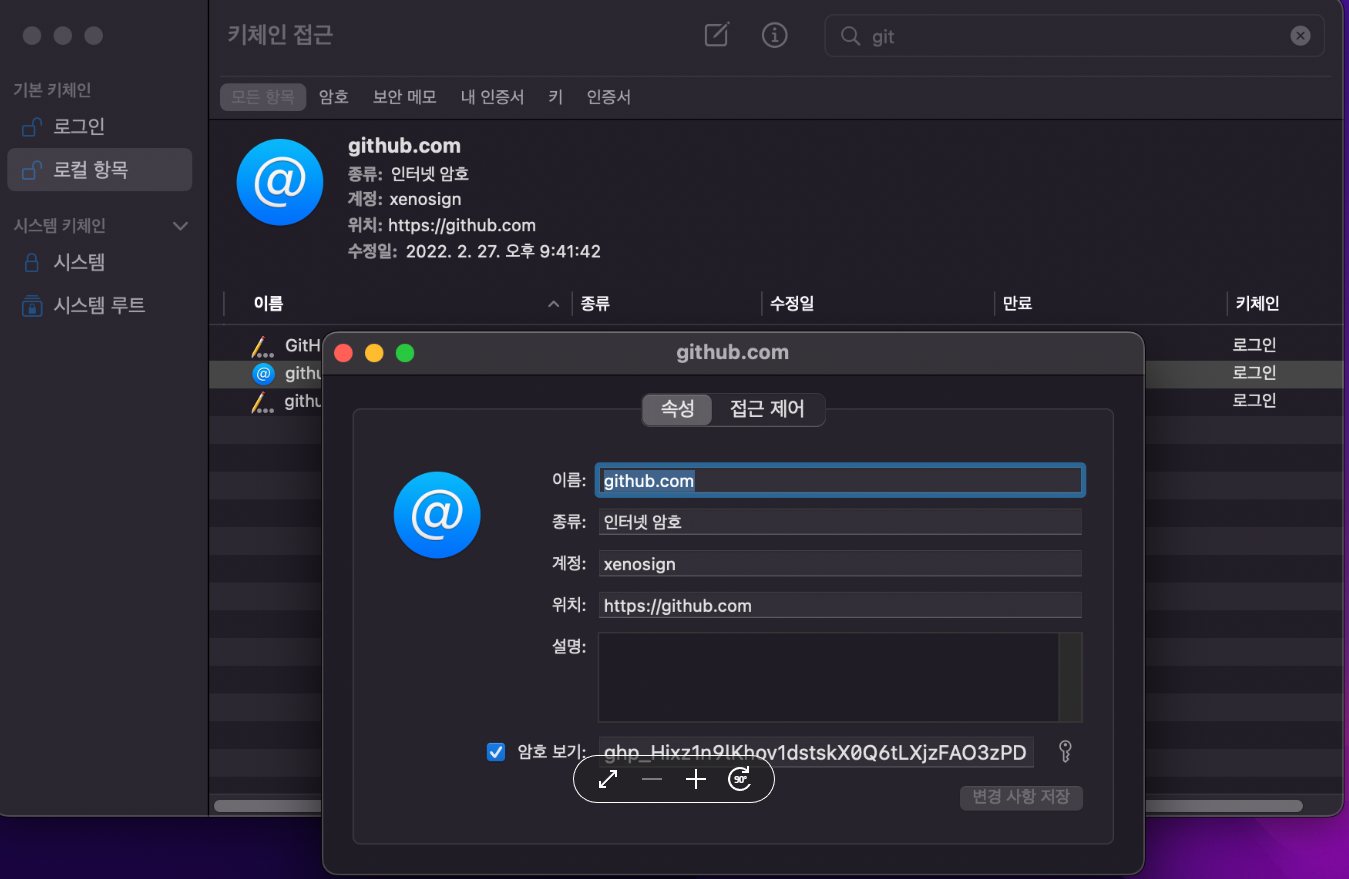 키체인 접근
git
기본 키체인
로그인
로컬 항목
시스템 키체인
시스템
시스템 루트
모든 항목 암호 보안 메모 내 인증서 키 인증서
github.com
종류: 인터넷 암호
계정: xenosign
위치: https://github.com
수정일: 2022. 2. 27. 오후 9:41:42
이름 종류 수정일 만료 키체인
GitH 로그인
githu 로그인
githu 로그인
github.com
속성 접근 제어
이름: github.com
종류: 인터넷 암호
계정: xenosign
위치: https://github.com
설명:
암호 보기:
90°
변경 사항 저장